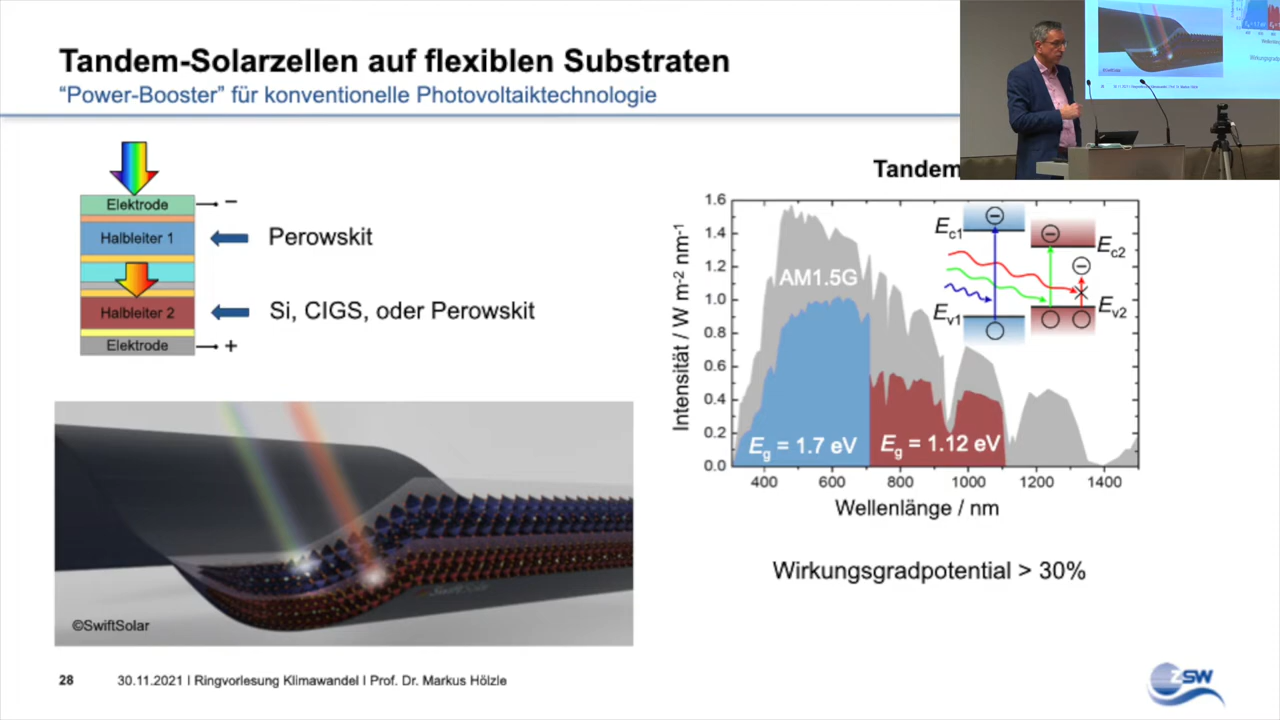 Tandem-Solarzellen auf flexiblen Substraten
“Power-Booster” für konventionelle Photovoltaiktechnologie
Elektrode
−
Halbleiter 1
Perowskit
Halbleiter 2
Si, CIGS, oder Perowskit
Elektrode
+
©SwiftSolar
Tandem
Intensität / W m-2 nm-1
1.6
1.4
1.2
1.0
0.8
0.6
0.4
0.2
0.0
AM1.5G
Ec1
Ec2
Ev1
Ev2
Eg = 1.7 eV
Eg = 1.12 eV
400 600 800 1000 1200 1400
Wellenlänge / nm
Wirkungsgradpotential > 30%
28 30.11.2021 I Ringvorlesung Klimawandel I Prof. Dr. Markus Hölzle
ZSW